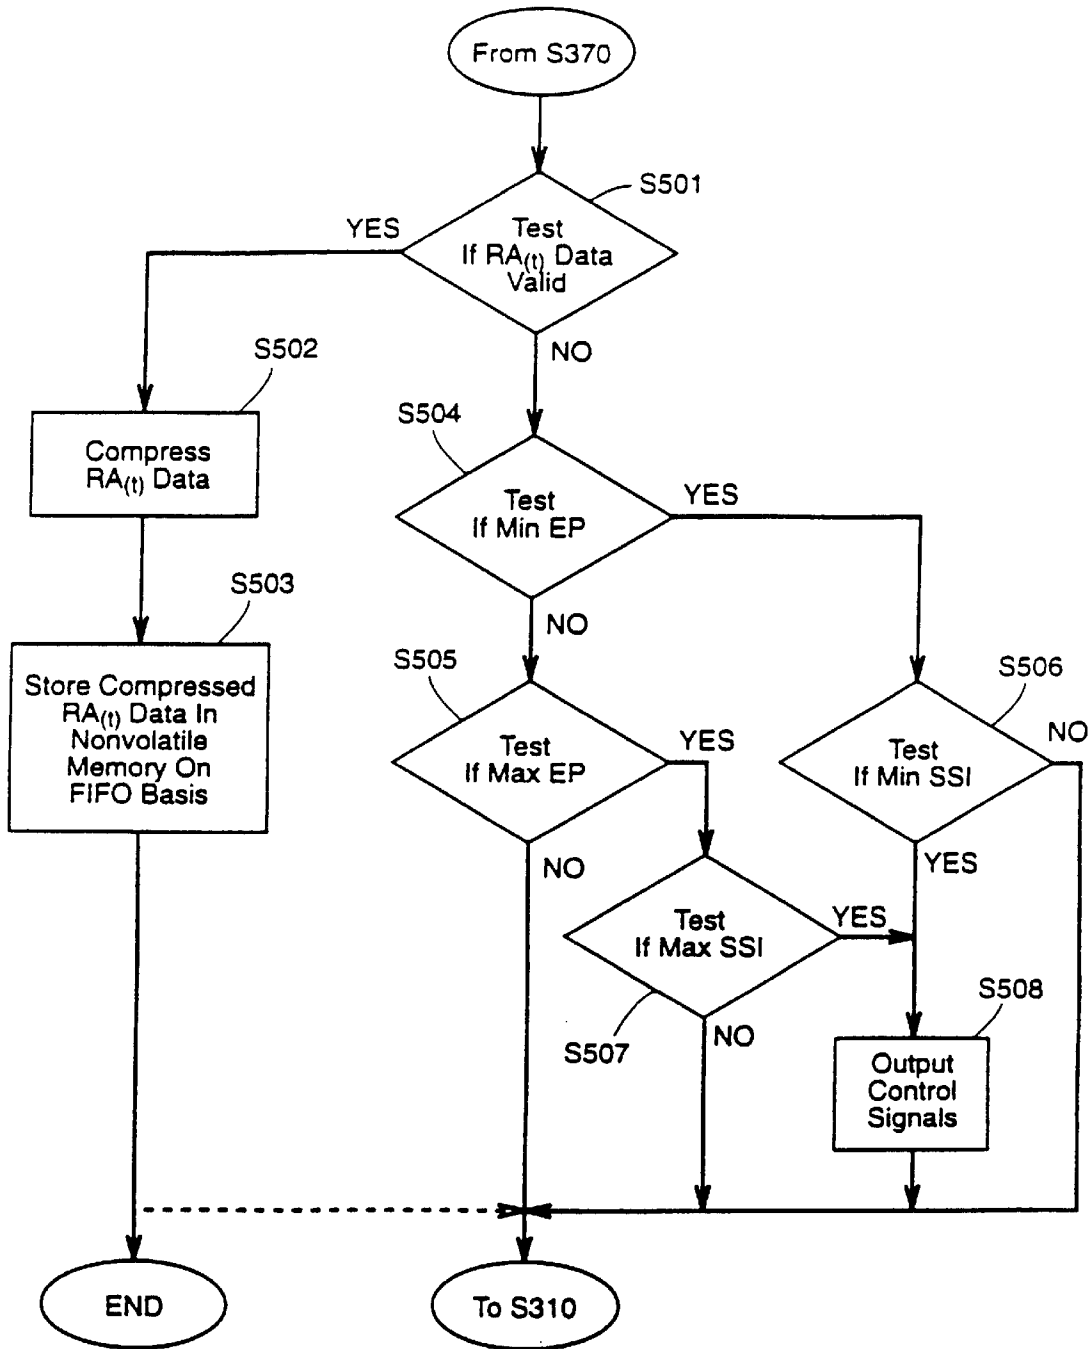 From S370
S501
Test
If RA(t) Data
Valid
YES
NO
S502
Compress
RA(t) Data
S504
Test
If Min EP
YES
NO
S503
Store Compressed
RA(t) Data In
Nonvolatile
Memory On
FIFO Basis
S505
Test
If Max EP
YES
NO
S506
Test
If Min SSI
NO
YES
Test
If Max SSI
YES
S507
NO
S508
Output
Control
Signals
END
To S310